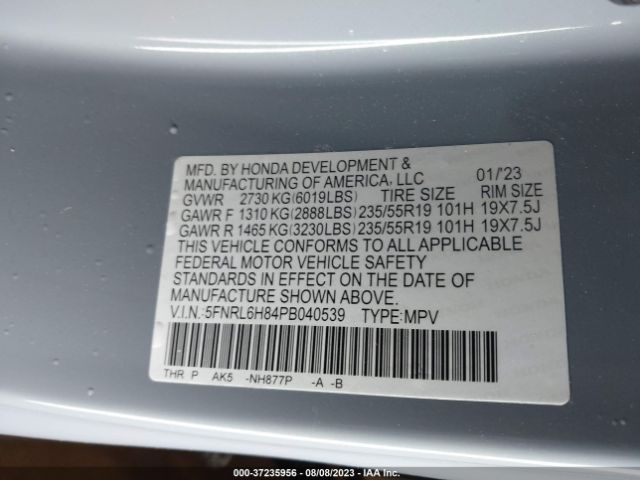 MFD. BY HONDA DEVELOPMENT &
MANUFACTURING OF AMERICA, LLC 01/'23
GVWR 2730 KG(6019LBS) TIRE SIZE RIM SIZE
GAWR F 1310 KG(2888LBS) 235/55R19 101H 19X7.5J
GAWR R 1465 KG(3230LBS) 235/55R19 101H 19X7.5J
THIS VEHICLE CONFORMS TO ALL APPLICABLE
FEDERAL MOTOR VEHICLE SAFETY
STANDARDS IN EFFECT ON THE DATE OF
MANUFACTURE SHOWN ABOVE.
V.I.N.:5FNRL6H84PB040539 TYPE:MPV
THR P AK5 -NH877P -A -B
000-37235956 - 08/08/2023 - IAA Inc.